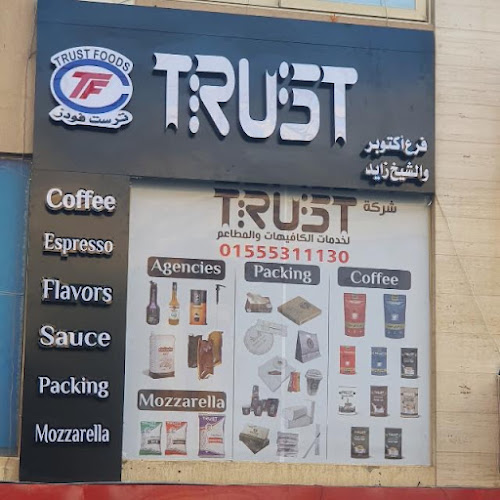 TRUST FOODS
TF
ترست فودز
TRUST
فرع أكتوبر
والشيخ زايد
Coffee
Espresso
Flavors
Sauce
Packing
Mozzarella
شركة TRUST
لخدمات الكافيهات والمطاعم
01555311130
Agencies
Packing
Coffee
Mozzarella